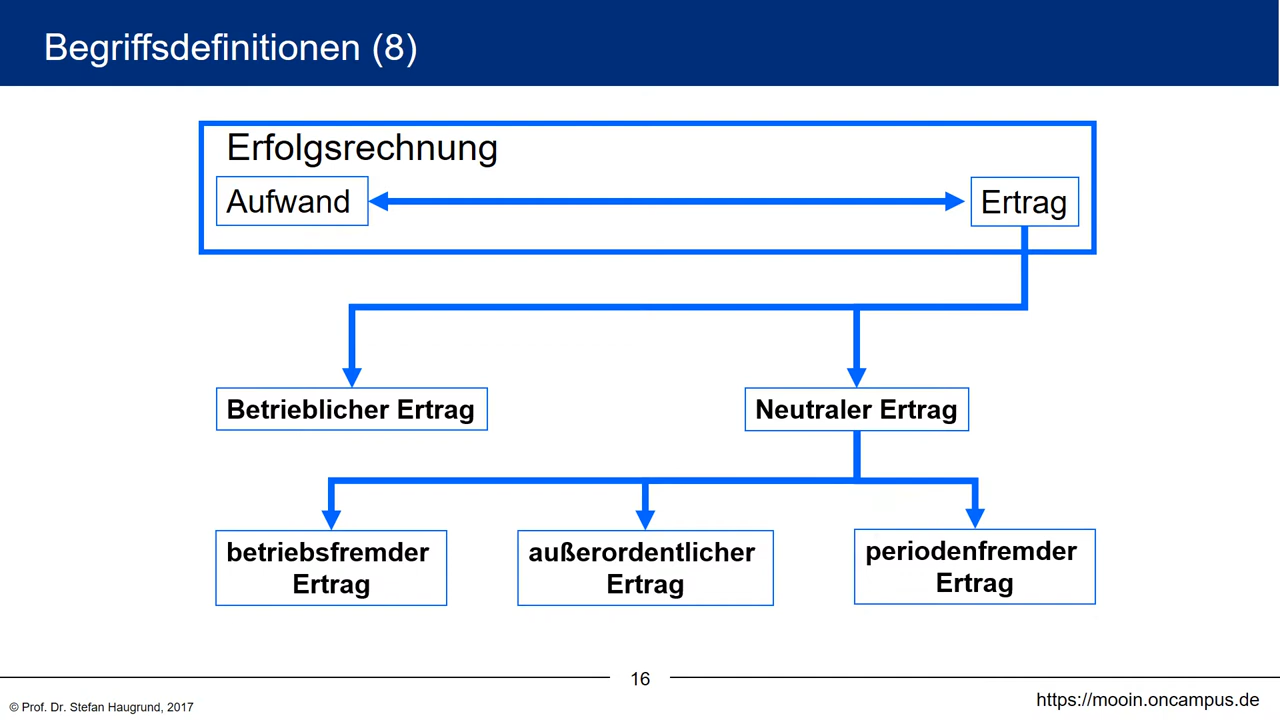 Begriffsdefinitionen (8)
Erfolgsrechnung
Aufwand
Ertrag
Betrieblicher Ertrag
Neutraler Ertrag
betriebsfremder
Ertrag
außerordentlicher
Ertrag
periodenfremder
Ertrag
16
© Prof. Dr. Stefan Haugrund, 2017
https://mooin.oncampus.de